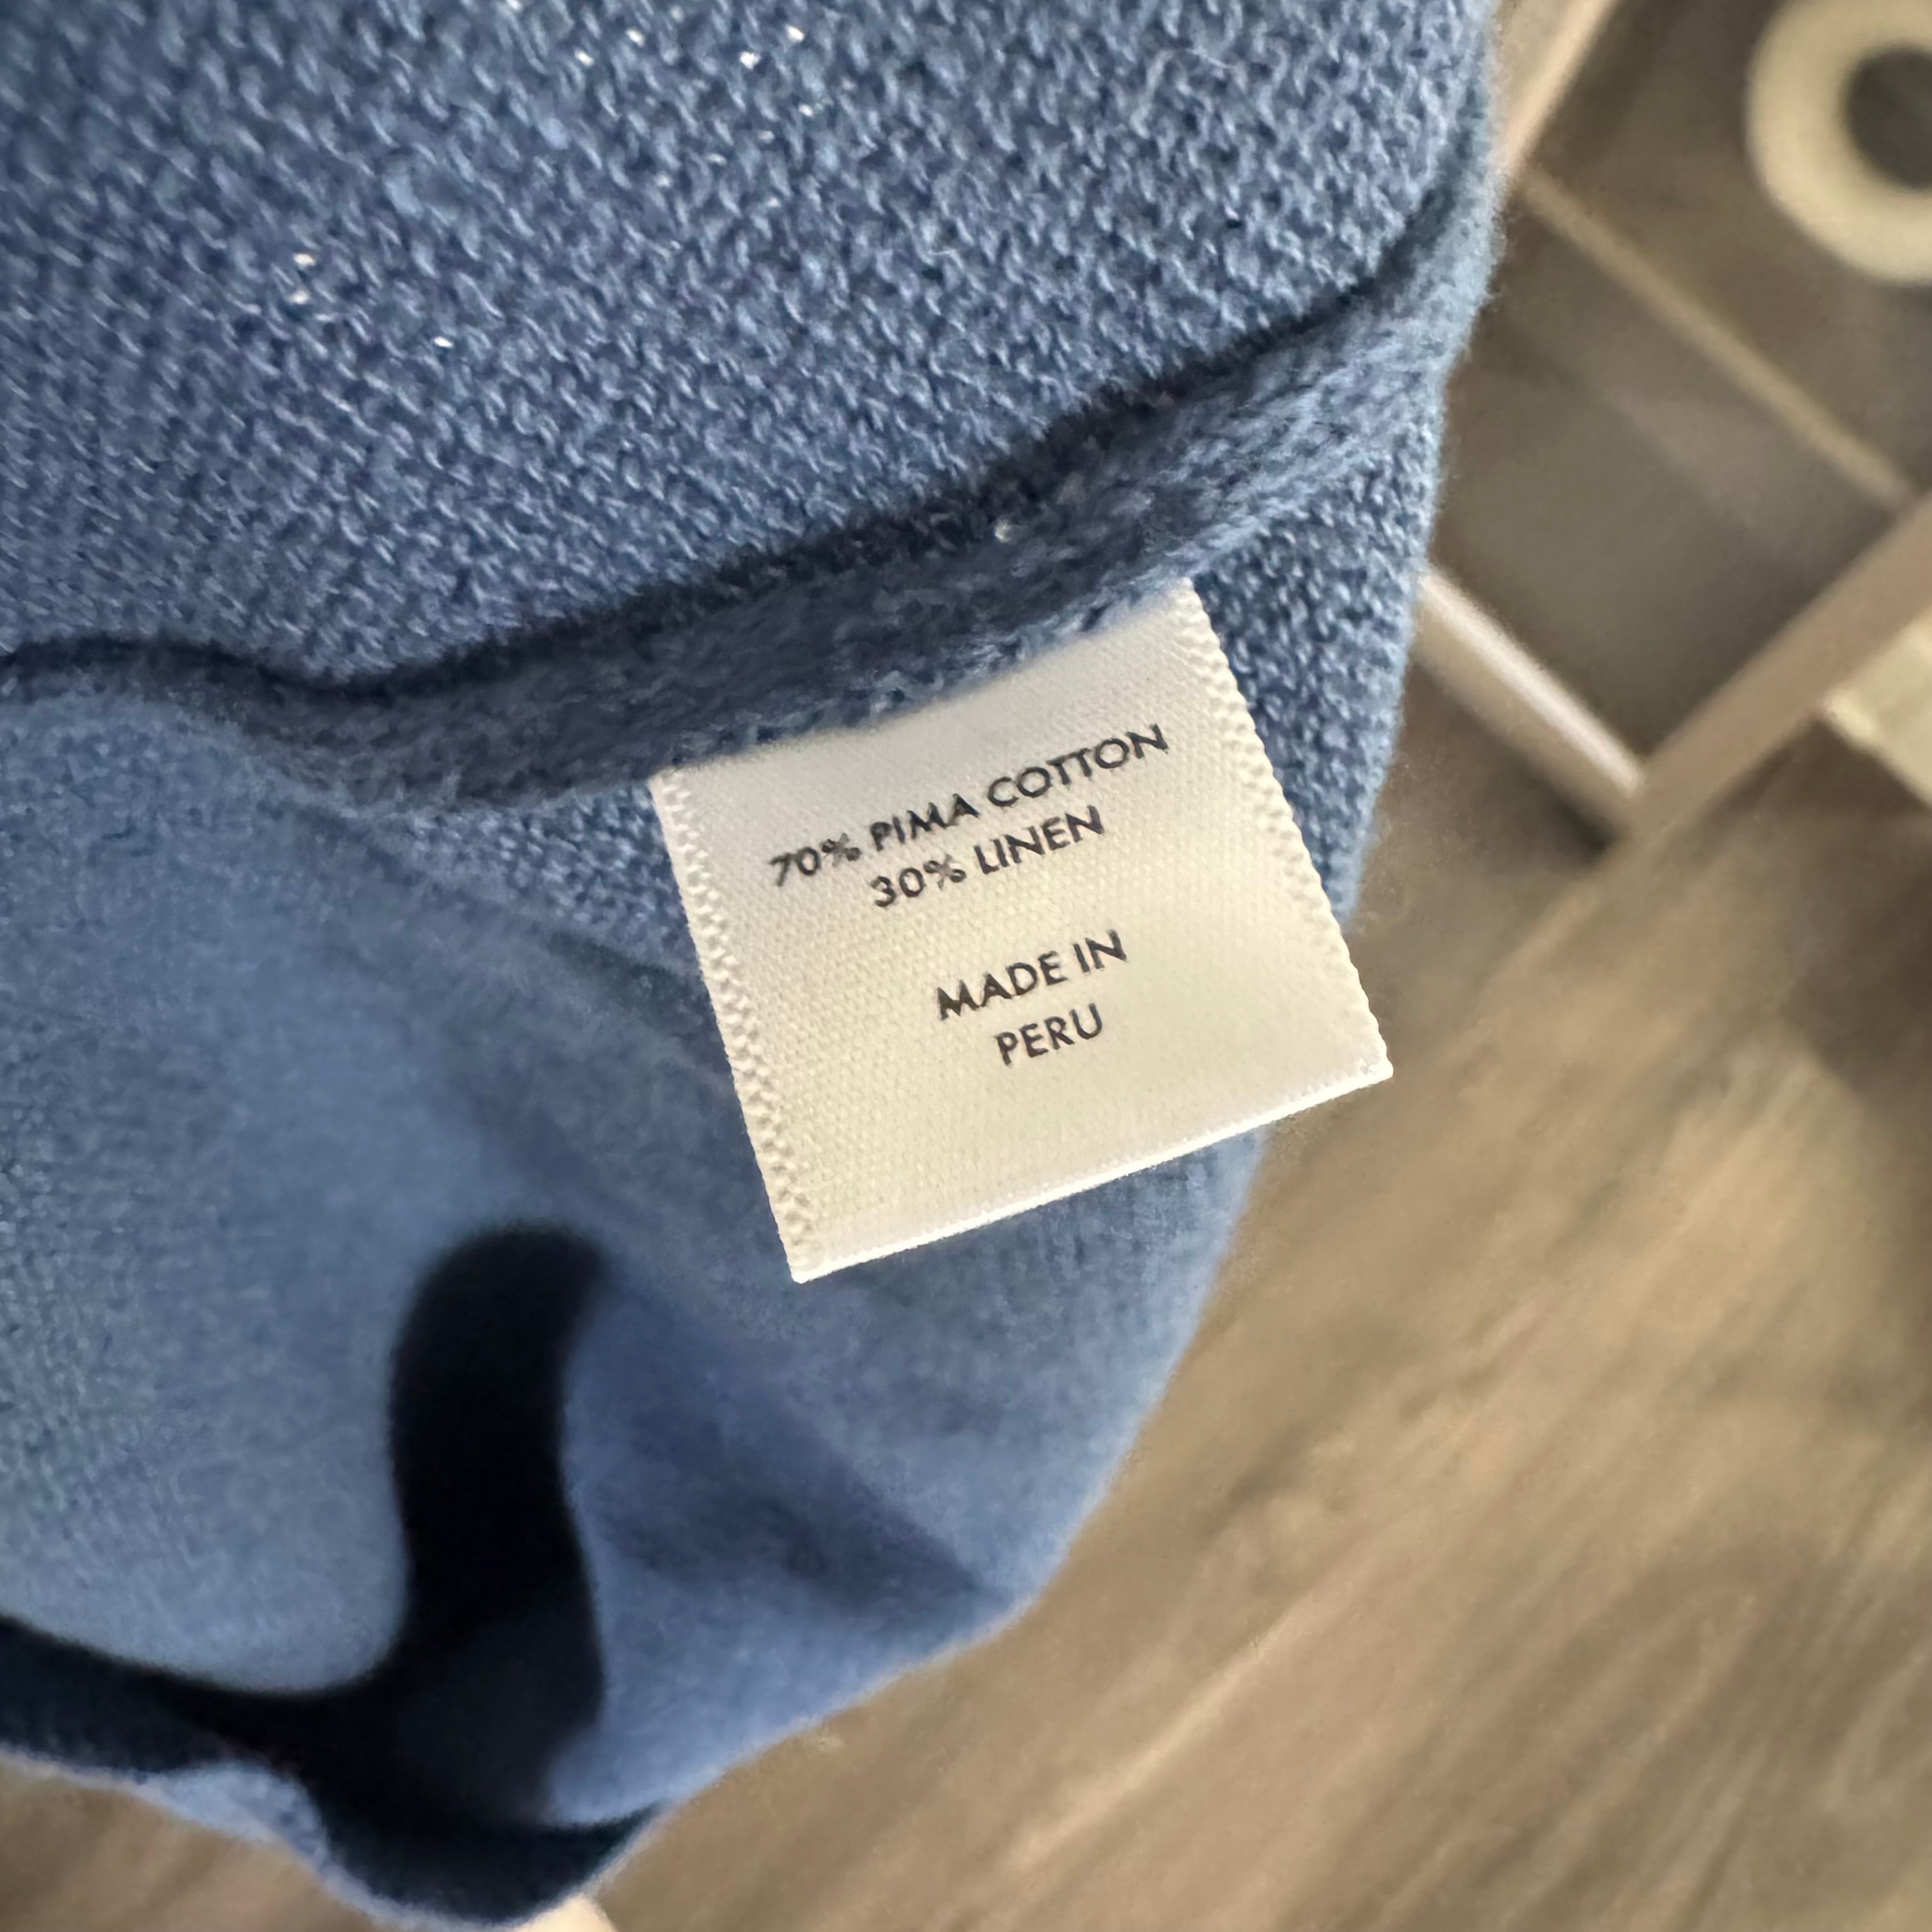 70% PIMA COTTON
30% LINEN
MADE IN
PERU